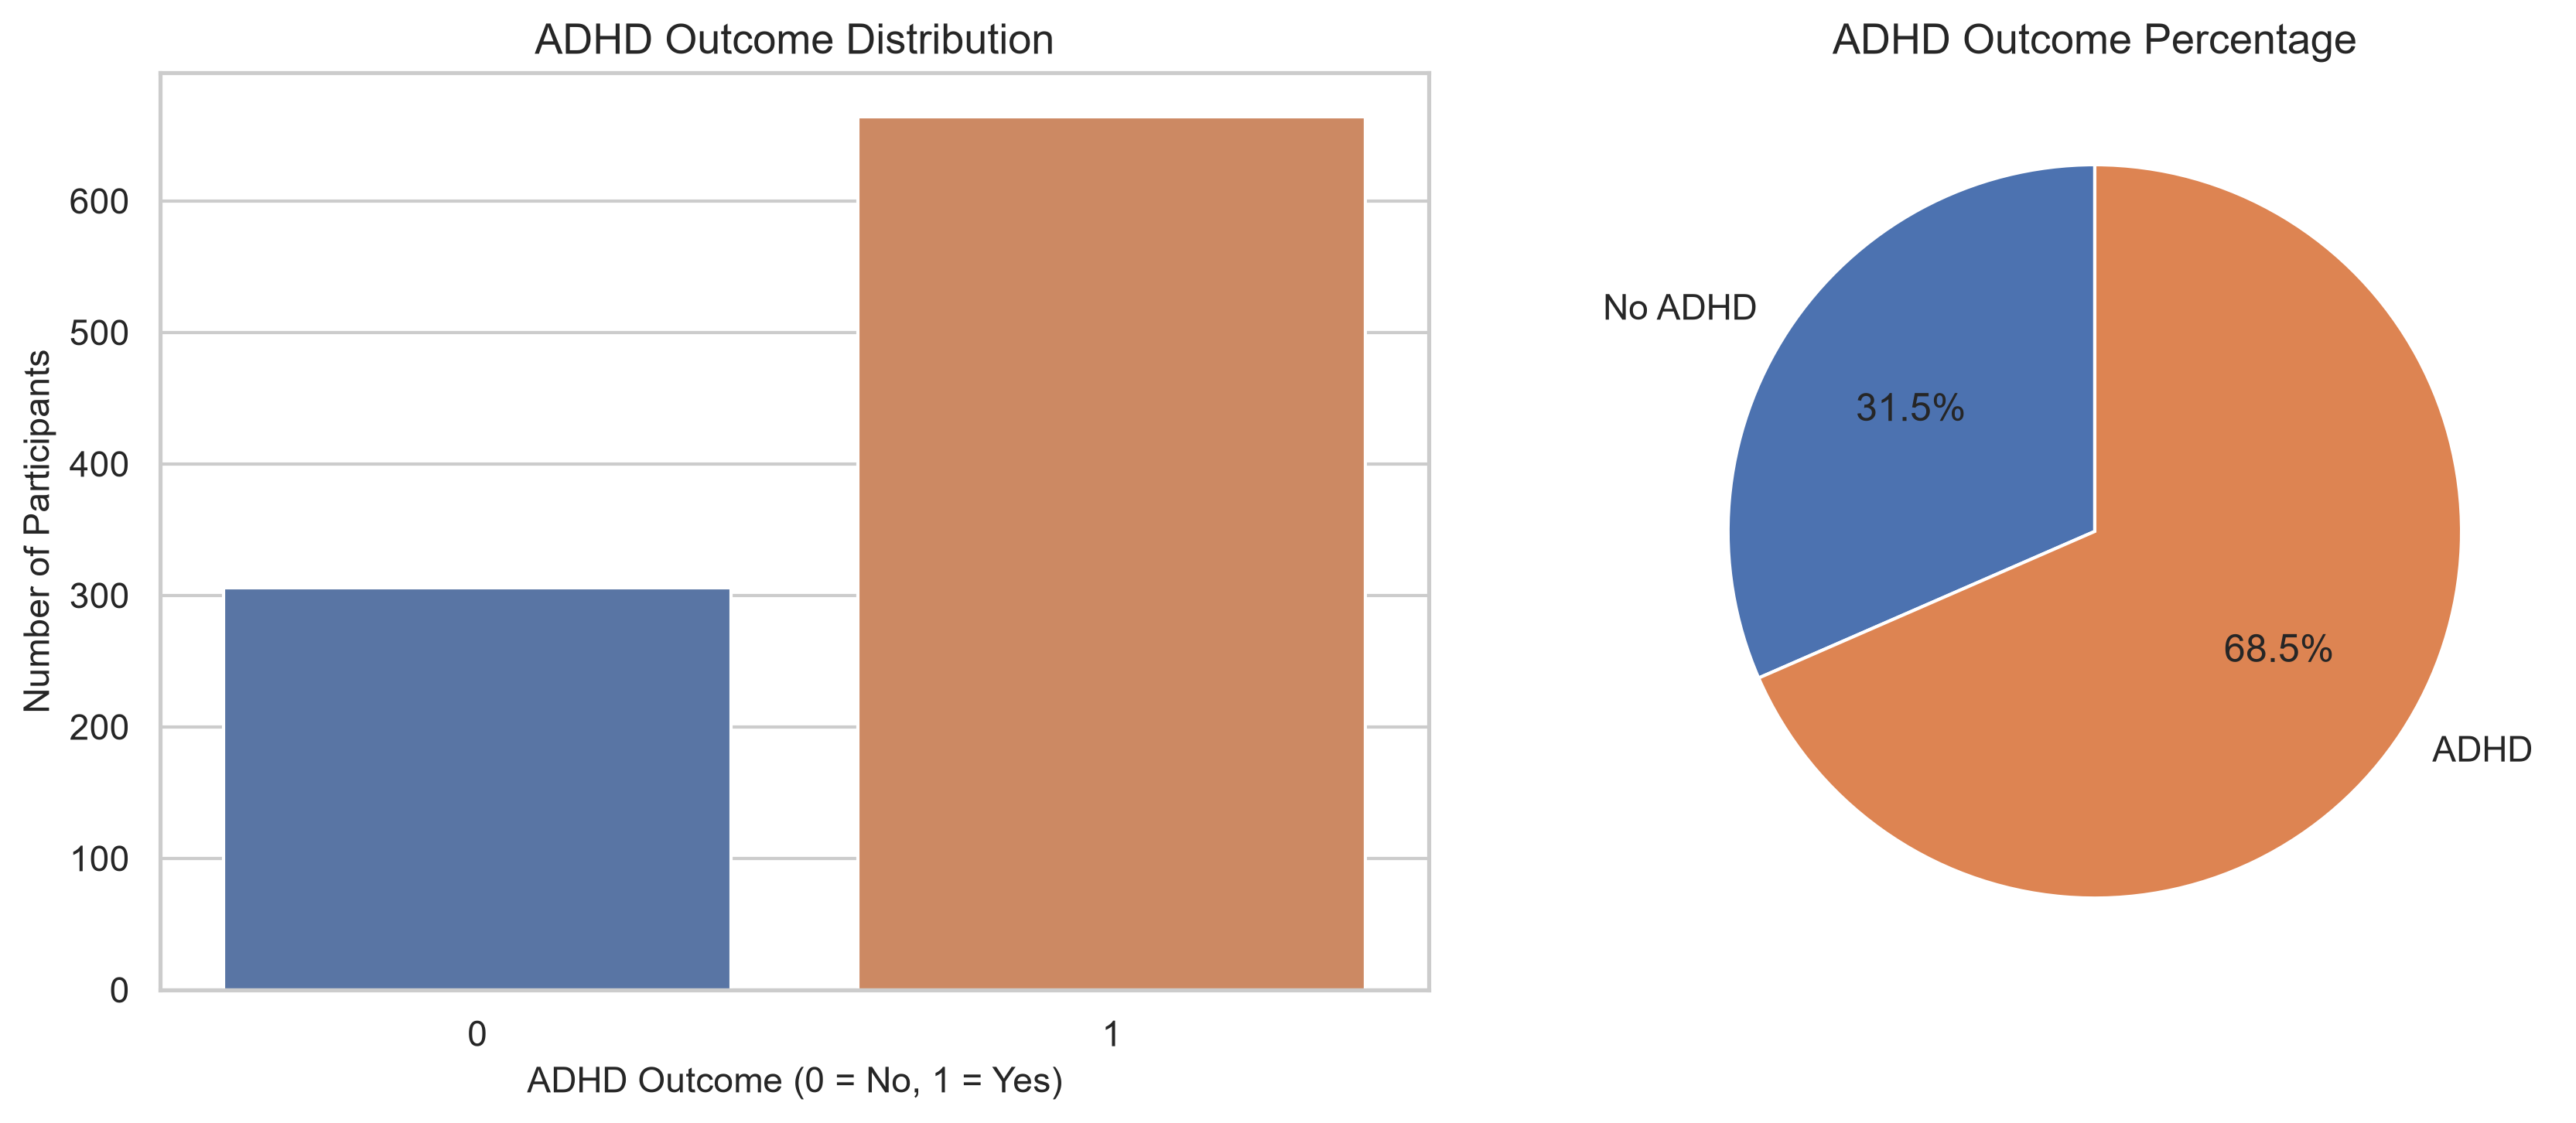 ADHD Outcome Distribution
Number of Participants
600
500
400
300
200
100
0
0
1
ADHD Outcome (0 = No, 1 = Yes)
ADHD Outcome Percentage
No ADHD
31.5%
68.5%
ADHD